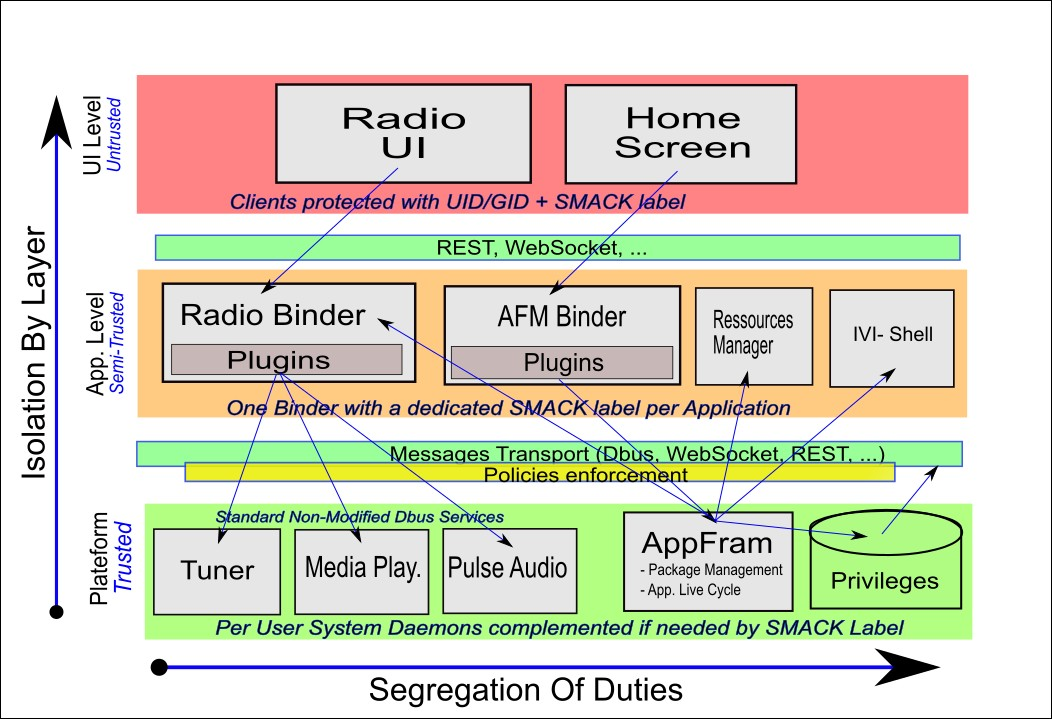 UI Level
Untrusted
Radio
UI
Home
Screen
Clients protected with UID/GID + SMACK label
REST, WebSocket, ...
Isolation By Layer
App. Level
Semi-Trusted
Radio Binder
Plugins
AFM Binder
Plugins
Ressources
Manager
IVI- Shell
One Binder with a dedicated SMACK label per Application
Messages Transport (Dbus, WebSocket, REST, ...)
Policies enforcement
Plateform
Trusted
Standard Non-Modified Dbus Services
Tuner
Media Play.
Pulse Audio
AppFram
- Package Management
- App. Live Cycle
Privileges
Per User System Daemons complemented if needed by SMACK Label
Segregation Of Duties